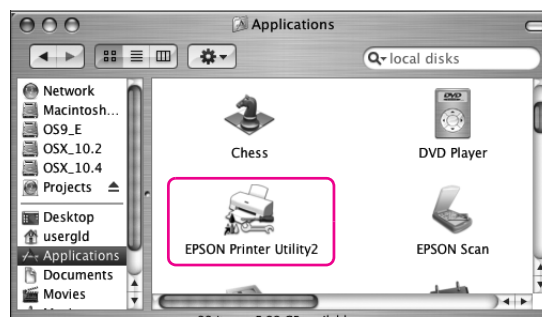 Applications
local disks
Network
Macintosh...
OS9_E
OSX_10.2
OSX_10.4
Projects
Desktop
usergld
Applications
Documents
Movies
Chess
DVD Player
EPSON Printer Utility2
EPSON Scan